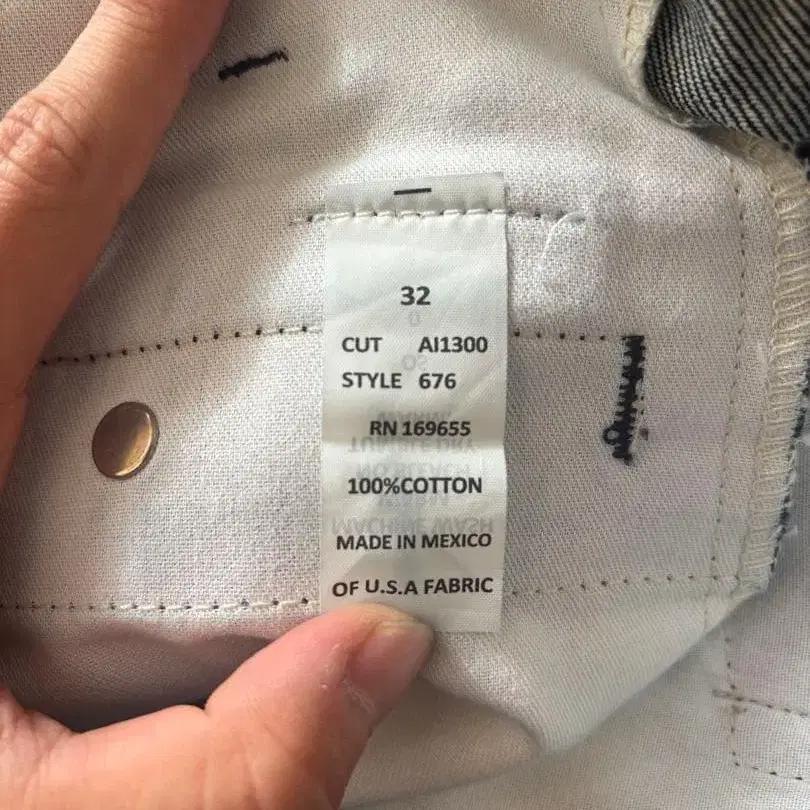 32
CUT AI1300
STYLE 676
RN 169655
100%COTTON
MADE IN MEXICO
OF U.S.A FABRIC